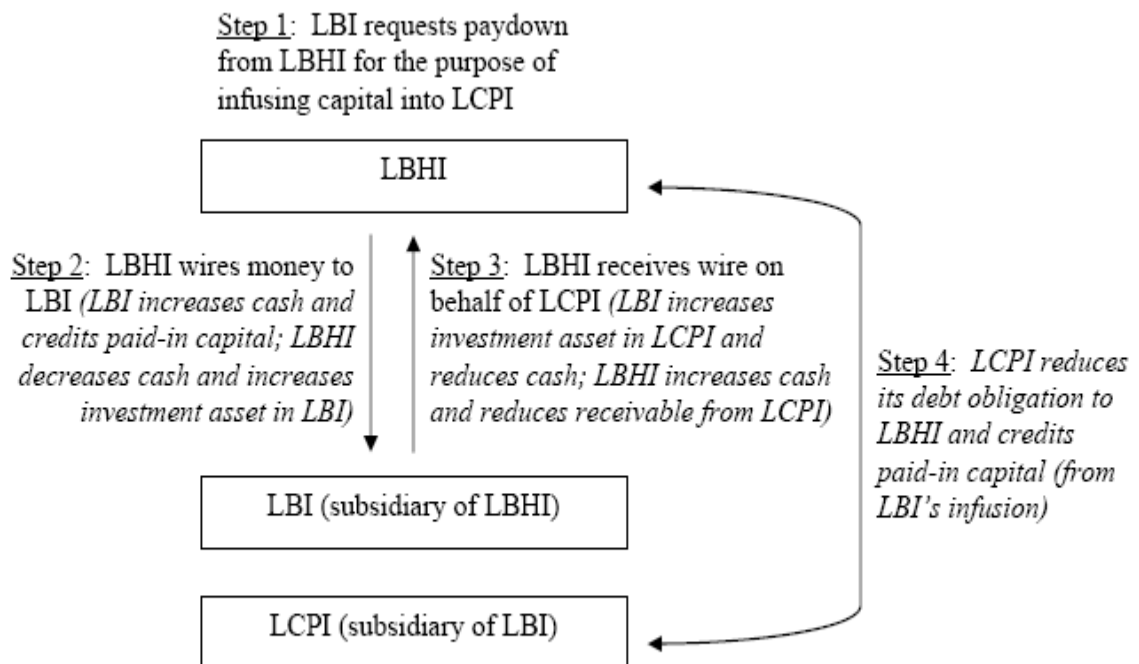 Step 1: LBI requests paydown
from LBHI for the purpose of
infusing capital into LCPI
LBHI
Step 2: LBHI wires money to
LBI (LBI increases cash and
credits paid-in capital; LBHI
decreases cash and increases
investment asset in LBI)
Step 3: LBHI receives wire on
behalf of LCPI (LBI increases
investment asset in LCPI and
reduces cash; LBHI increases cash
and reduces receivable from LCPI)
Step 4: LCPI reduces
its debt obligation to
LBHI and credits
paid-in capital (from
LBI's infusion)
LBI (subsidiary of LBHI)
LCPI (subsidiary of LBI)